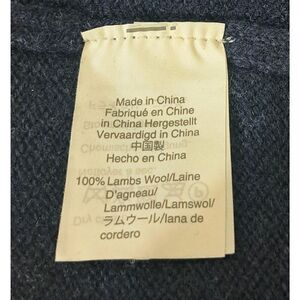 Made in China
Fabriqué en Chine
in China Hergestellt
Vervaardigd in China
中国製
Hecho en China
100% Lambs Wool/Laine
D'agneau/
Lammwolle/Lamswol/
ラムウール/lana de
cordero